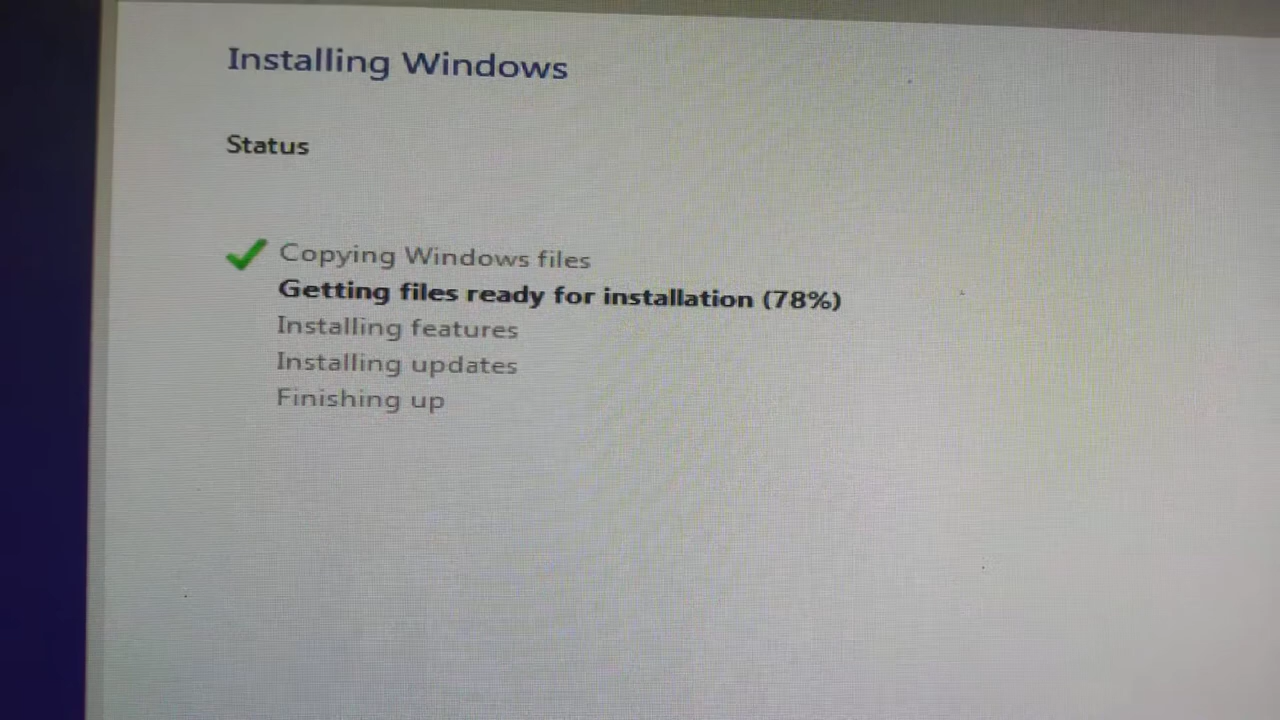 Installing Windows
Status
Copying Windows files
Getting files ready for installation (78%)
Installing features
Installing updates
Finishing up